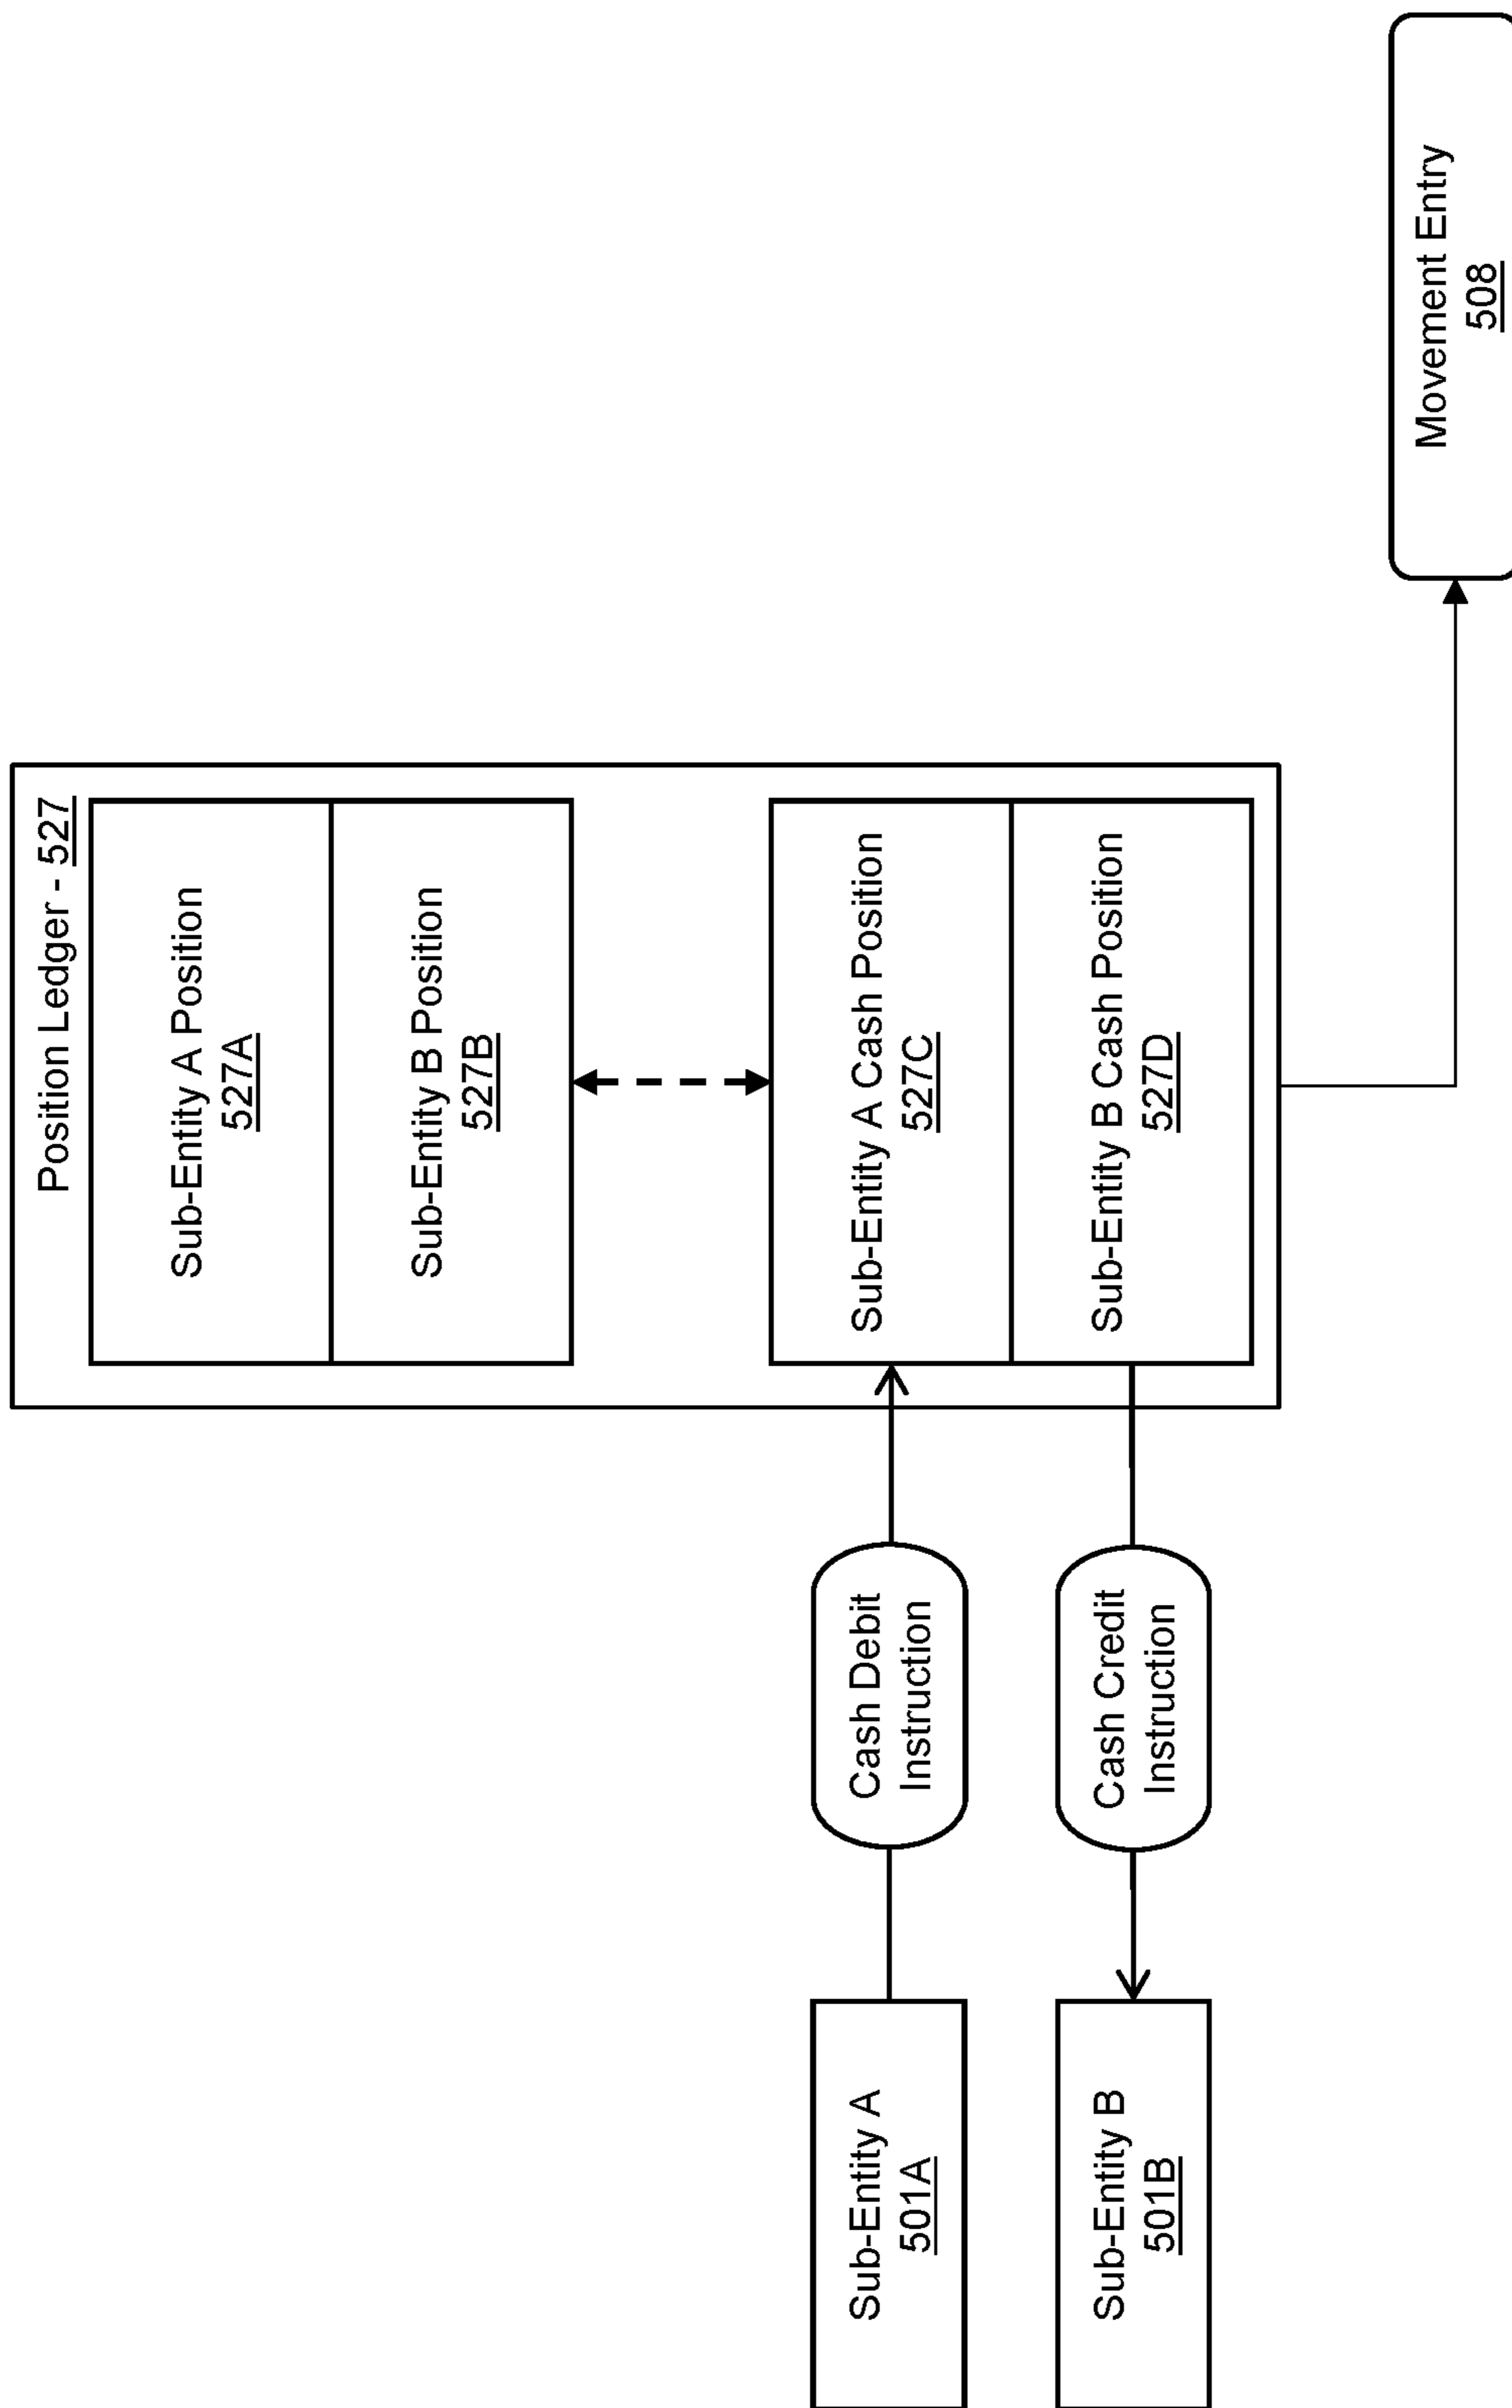 Position Ledger - 527
Sub-Entity A Position
527A
Sub-Entity B Position
527B
Sub-Entity A
501A
Cash Debit
Instruction
Sub-Entity A Cash Position
527C
Sub-Entity B
501B
Cash Credit
Instruction
Sub-Entity B Cash Position
527D
Movement Entry
508